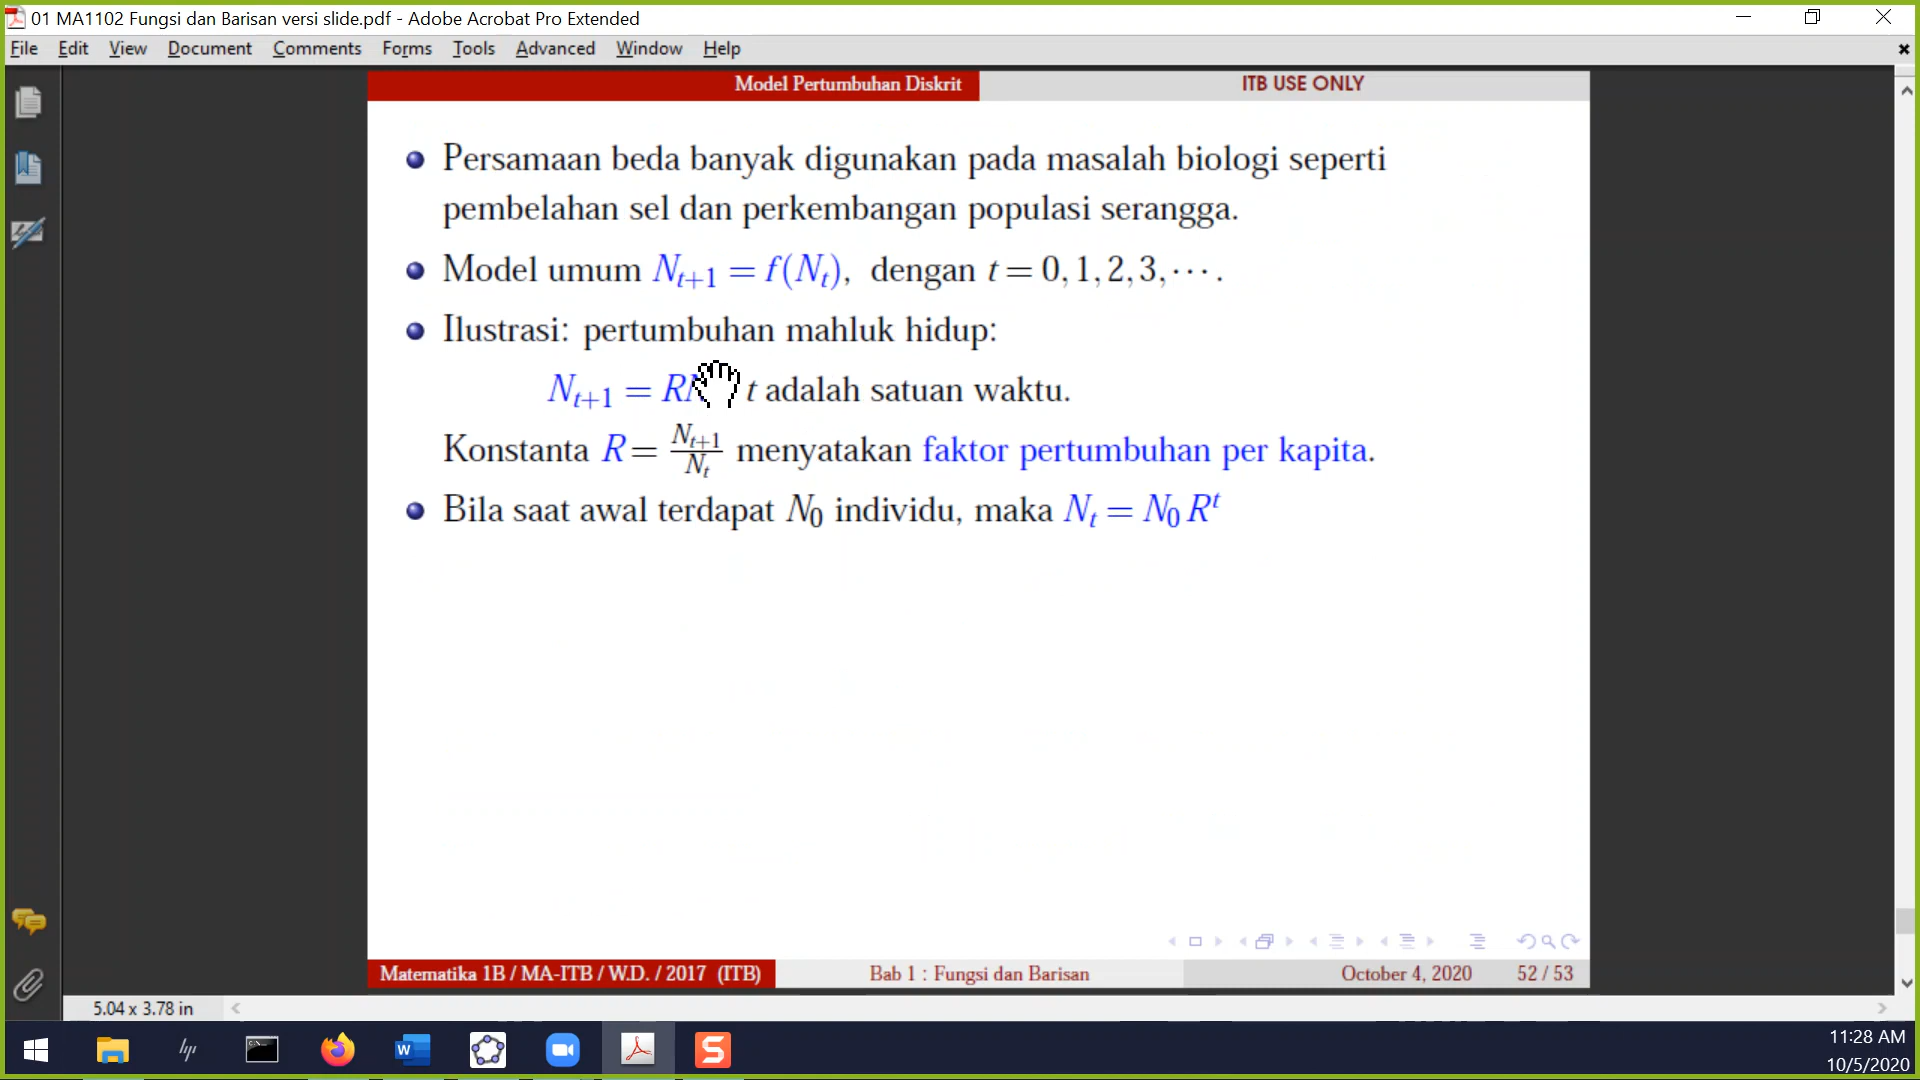 01 MA1102 Fungsi dan Barisan versi slide.pdf - Adobe Acrobat Pro Extended
File Edit View Document Comments Forms Tools Advanced Window Help
Model Pertumbuhan Diskrit ITB USE ONLY
Persamaan beda banyak digunakan pada masalah biologi seperti
pembelahan sel dan perkembangan populasi serangga.
Model umum N_{t+1} = f(N_t), dengan t = 0, 1, 2, 3, ⋯ .
Ilustrasi: pertumbuhan mahluk hidup:
N_{t+1} = R t adalah satuan waktu.
Konstanta R = \frac{N_{t+1}}{N_t} menyatakan faktor pertumbuhan per kapita.
Bila saat awal terdapat N_0 individu, maka N_t = N_0 R^t
Matematika 1B / MA-ITB / W.D. / 2017 (ITB) Bab 1 : Fungsi dan Barisan October 4, 2020 52 / 53
5.04 x 3.78 in
11:28 AM
10/5/2020